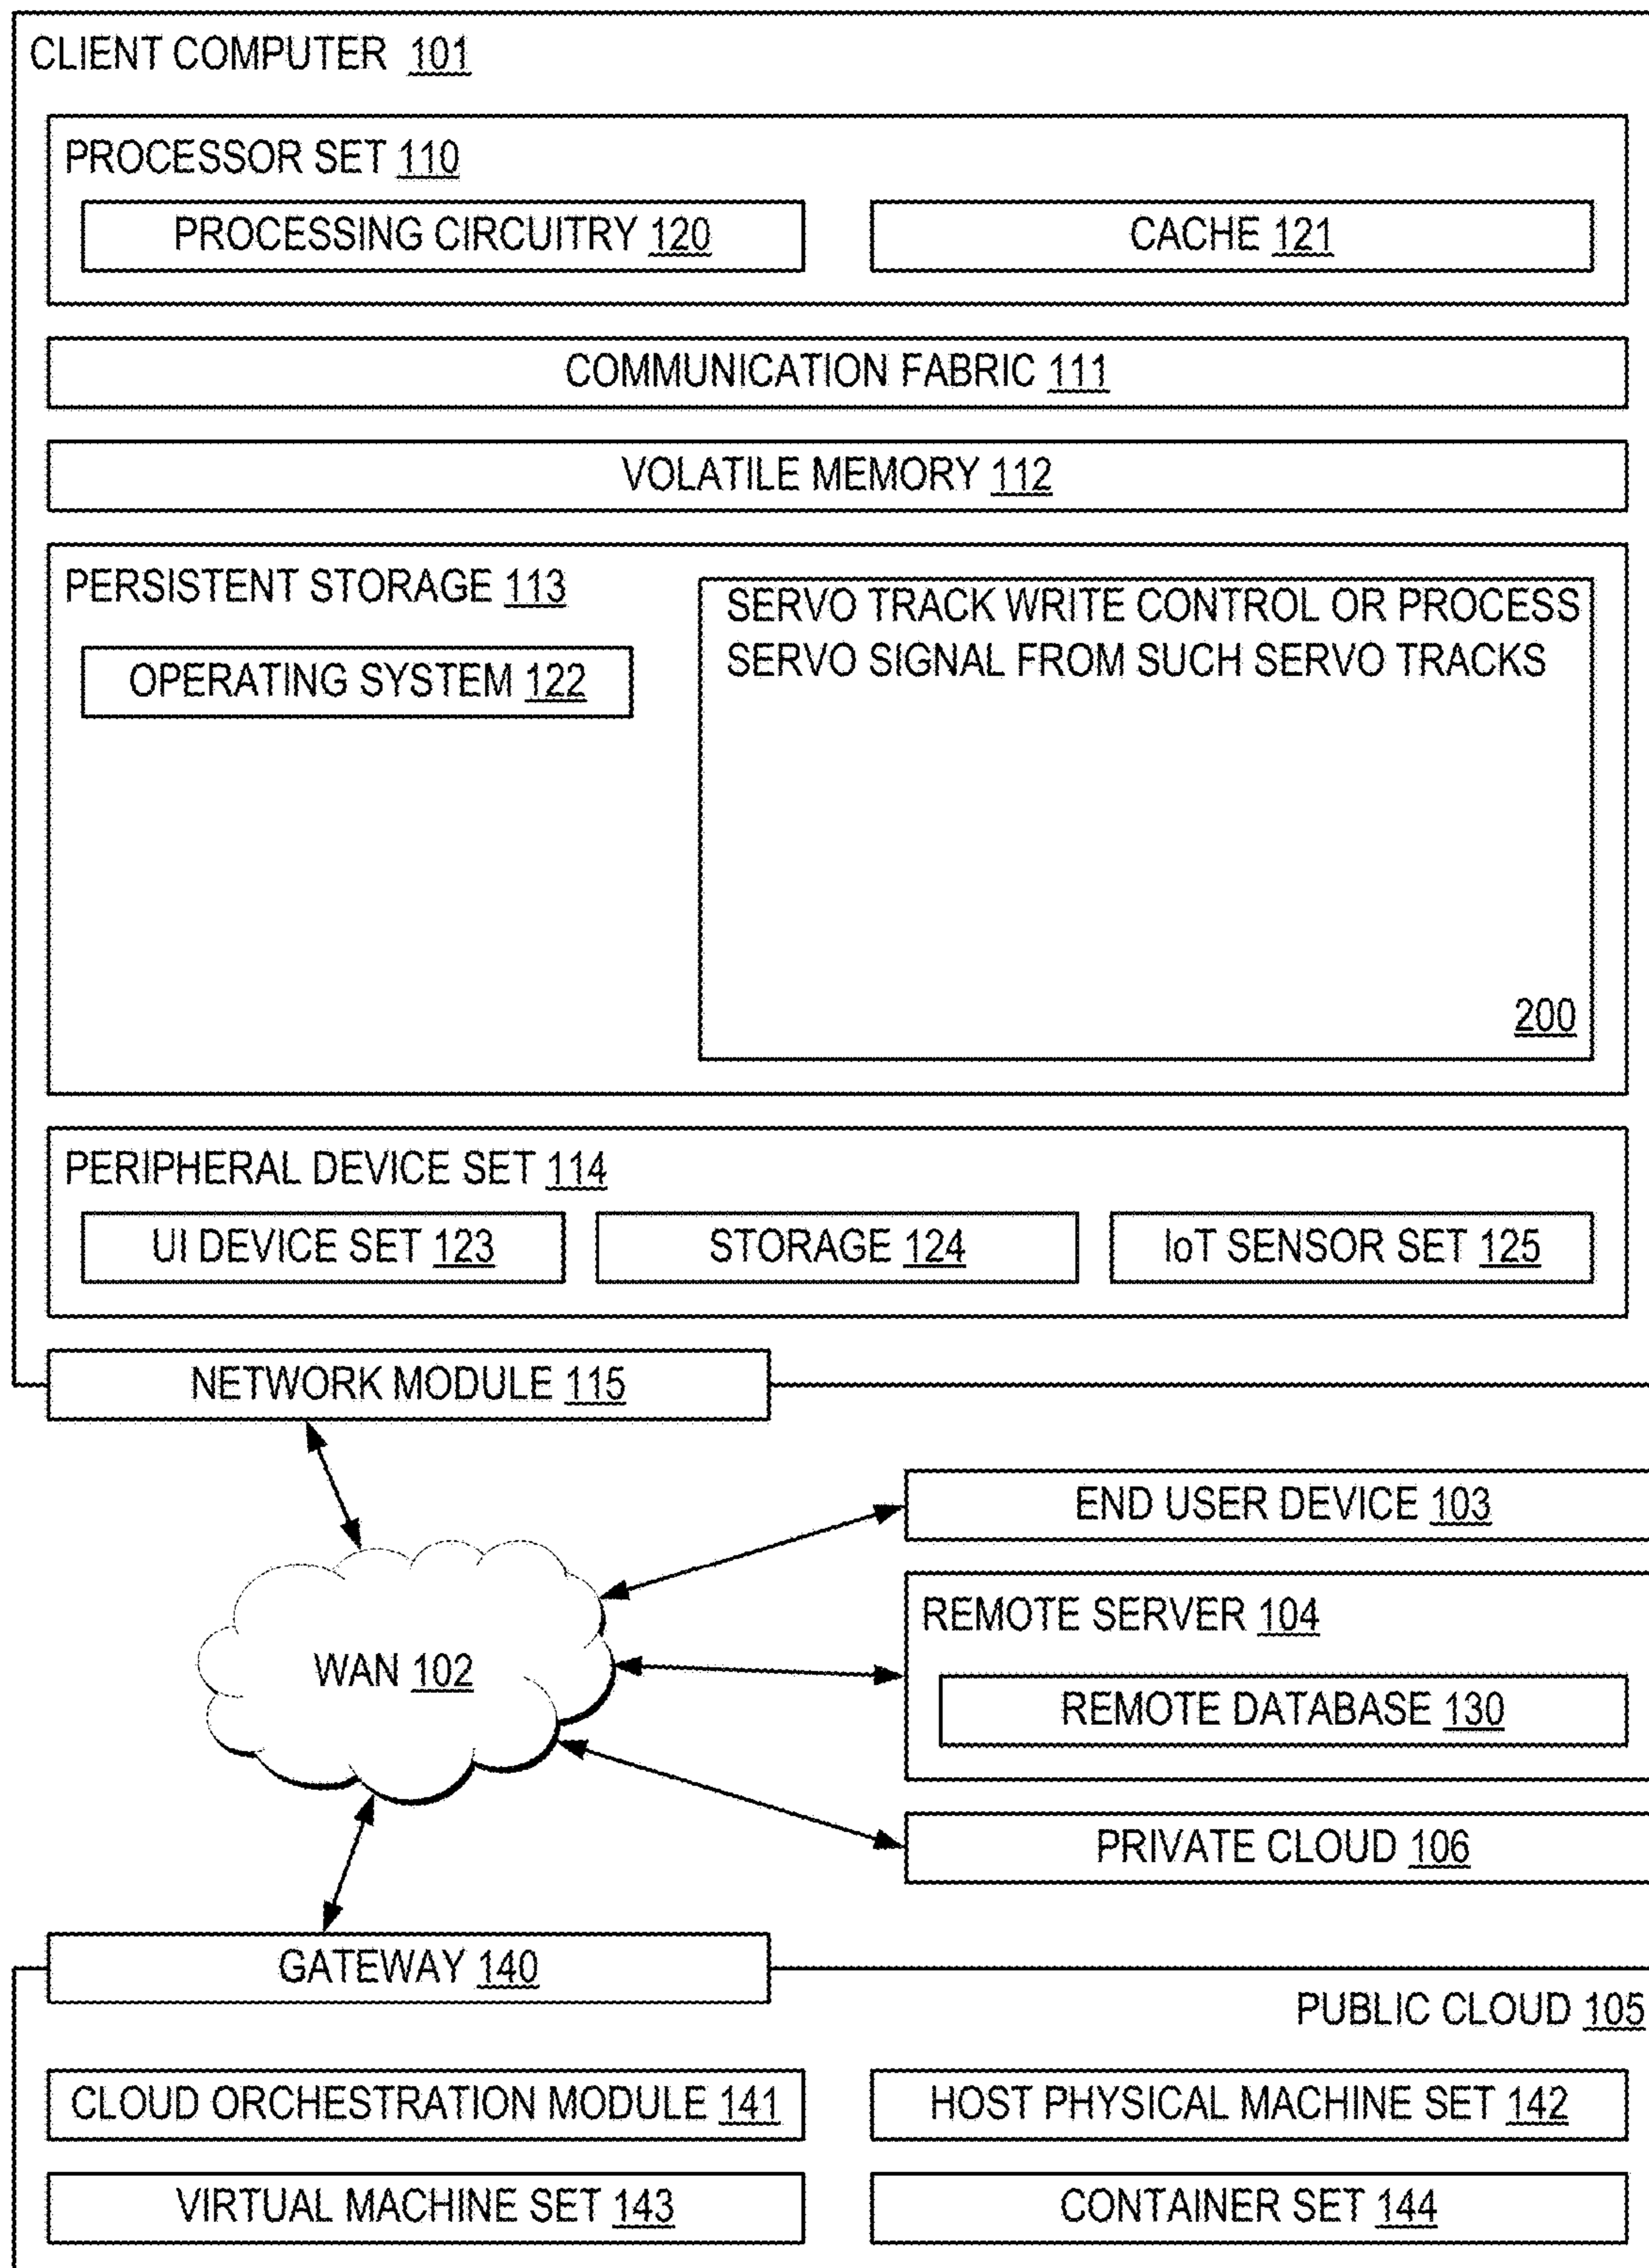 CLIENT COMPUTER 101
PROCESSOR SET 110
PROCESSING CIRCUITRY 120
CACHE 121
COMMUNICATION FABRIC 111
VOLATILE MEMORY 112
PERSISTENT STORAGE 113
OPERATING SYSTEM 122
SERVO TRACK WRITE CONTROL OR PROCESS
SERVO SIGNAL FROM SUCH SERVO TRACKS
200
PERIPHERAL DEVICE SET 114
UI DEVICE SET 123
STORAGE 124
IoT SENSOR SET 125
NETWORK MODULE 115
END USER DEVICE 103
REMOTE SERVER 104
WAN 102
REMOTE DATABASE 130
PRIVATE CLOUD 106
GATEWAY 140
PUBLIC CLOUD 105
CLOUD ORCHESTRATION MODULE 141
HOST PHYSICAL MACHINE SET 142
VIRTUAL MACHINE SET 143
CONTAINER SET 144